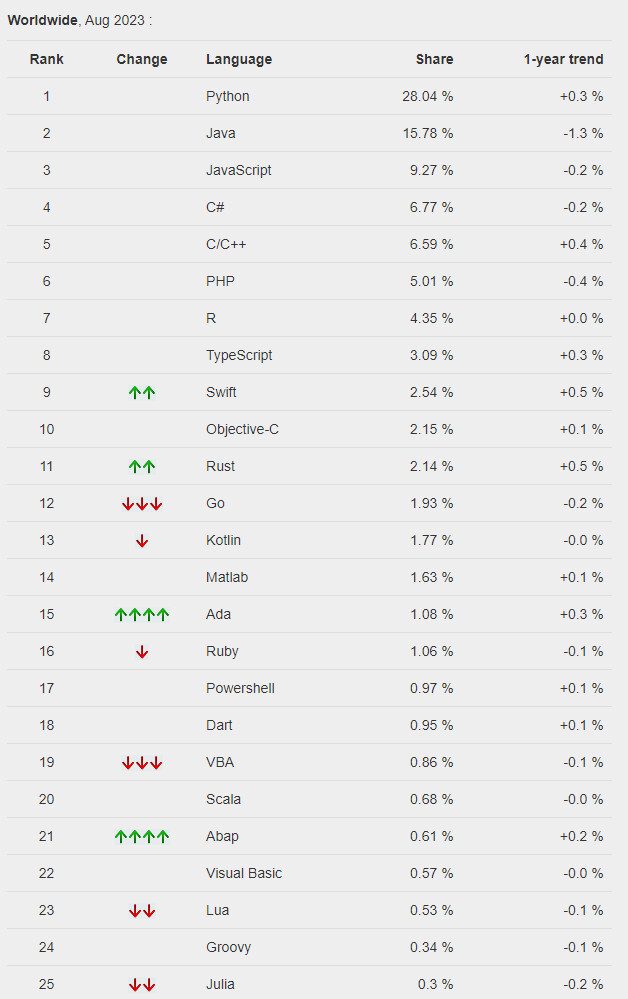 Worldwide, Aug 2023 :
Rank Change Language Share 1-year trend
1 Python 28.04 % +0.3 %
2 Java 15.78 % -1.3 %
3 JavaScript 9.27 % -0.2 %
4 C# 6.77 % -0.2 %
5 C/C++ 6.59 % +0.4 %
6 PHP 5.01 % -0.4 %
7 R 4.35 % +0.0 %
8 TypeScript 3.09 % +0.3 %
9 ↑↑ Swift 2.54 % +0.5 %
10 Objective-C 2.15 % +0.1 %
11 ↑↑ Rust 2.14 % +0.5 %
12 ↓↓↓ Go 1.93 % -0.2 %
13 ↓ Kotlin 1.77 % -0.0 %
14 Matlab 1.63 % +0.1 %
15 ↑↑↑↑ Ada 1.08 % +0.3 %
16 ↓ Ruby 1.06 % -0.1 %
17 Powershell 0.97 % +0.1 %
18 Dart 0.95 % +0.1 %
19 ↓↓↓ VBA 0.86 % -0.1 %
20 Scala 0.68 % -0.0 %
21 ↑↑↑↑ Abap 0.61 % +0.2 %
22 Visual Basic 0.57 % -0.0 %
23 ↓↓ Lua 0.53 % -0.1 %
24 Groovy 0.34 % -0.1 %
25 ↓↓ Julia 0.3 % -0.2 %